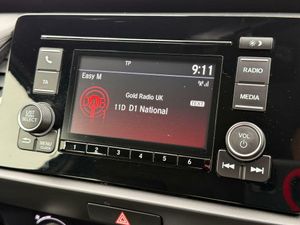 TP
9:11
Easy M
Gold Radio UK
11D D1 National
TEXT
TA
RADIO
MEDIA
VOL
SELECT
MENU
1 2 3 4 5 6